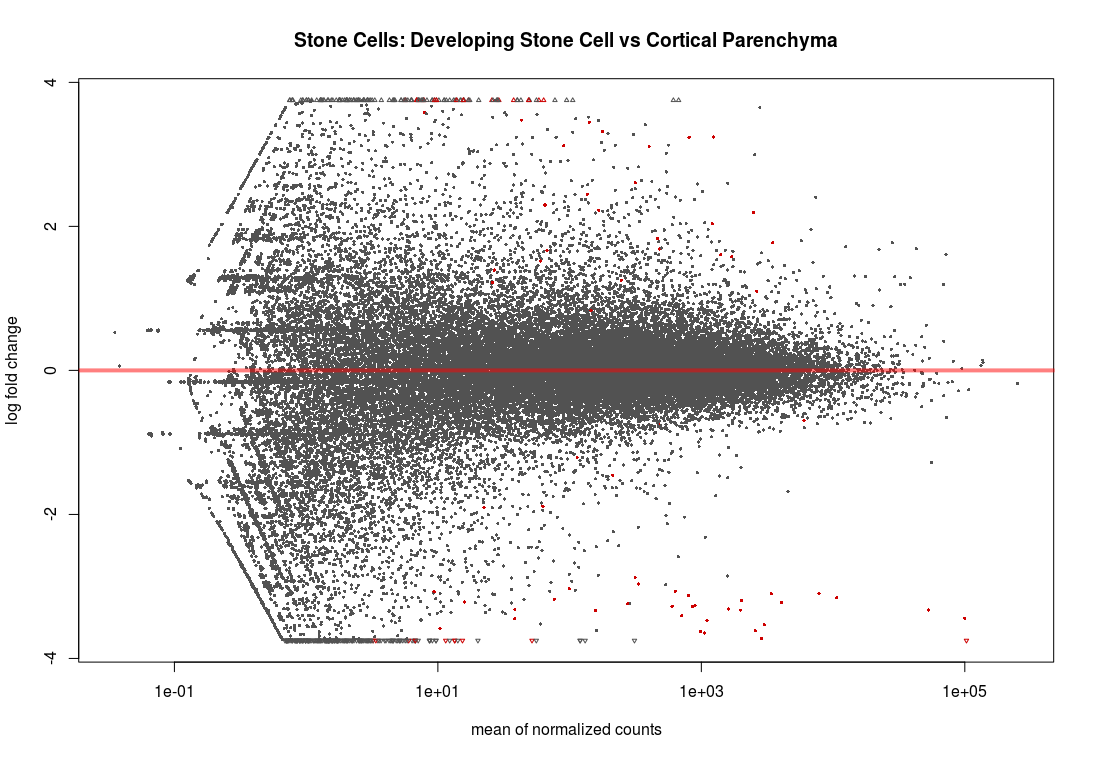 Stone Cells: Developing Stone Cell vs Cortical Parenchyma
log fold change
4
2
0
-2
-4
1e-01
1e+01
1e+03
1e+05
mean of normalized counts